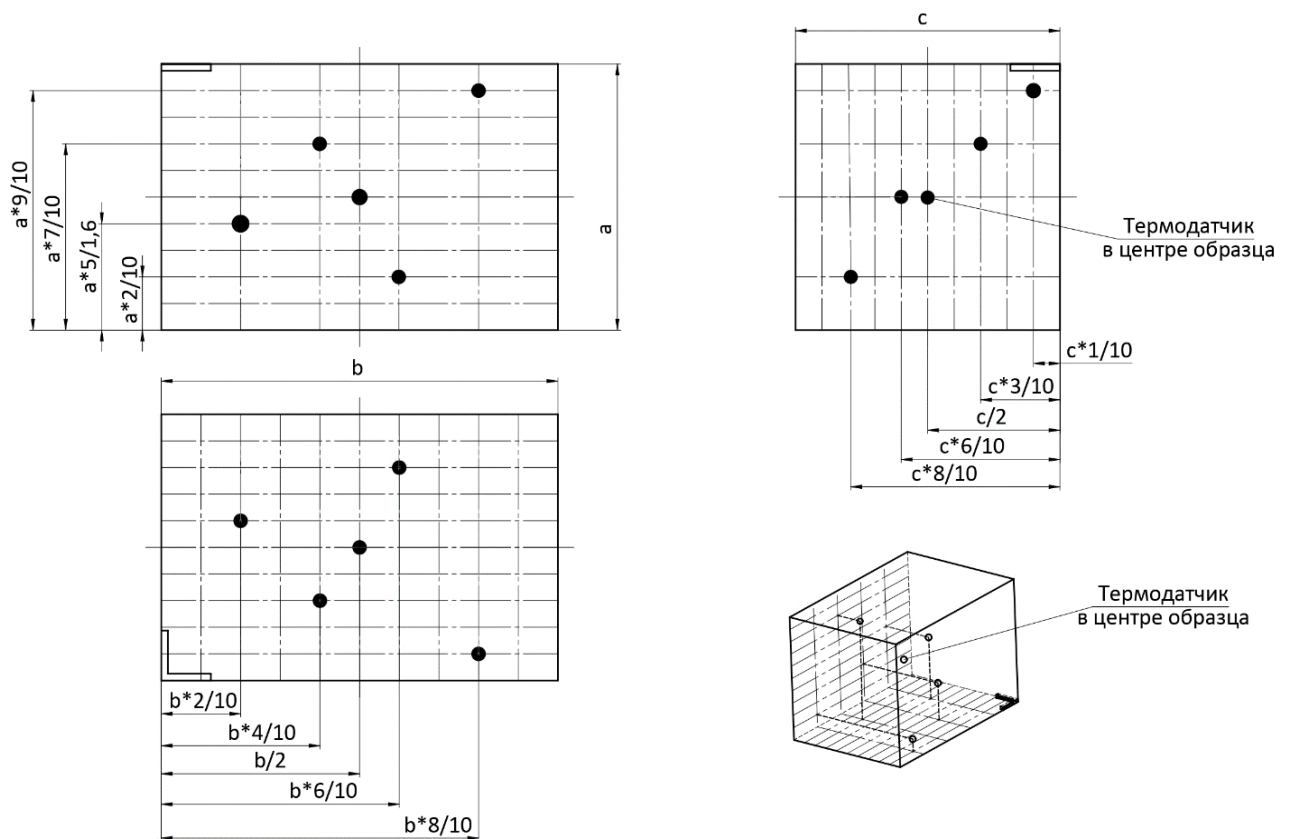 c
a*9/10
a*7/10
a*5/1,6
a*2/10
a
Термодатчик
в центре образца
b
c*1/10
c*3/10
c/2
c*6/10
c*8/10
b*2/10
b*4/10
b/2
b*6/10
b*8/10
Термодатчик
в центре образца